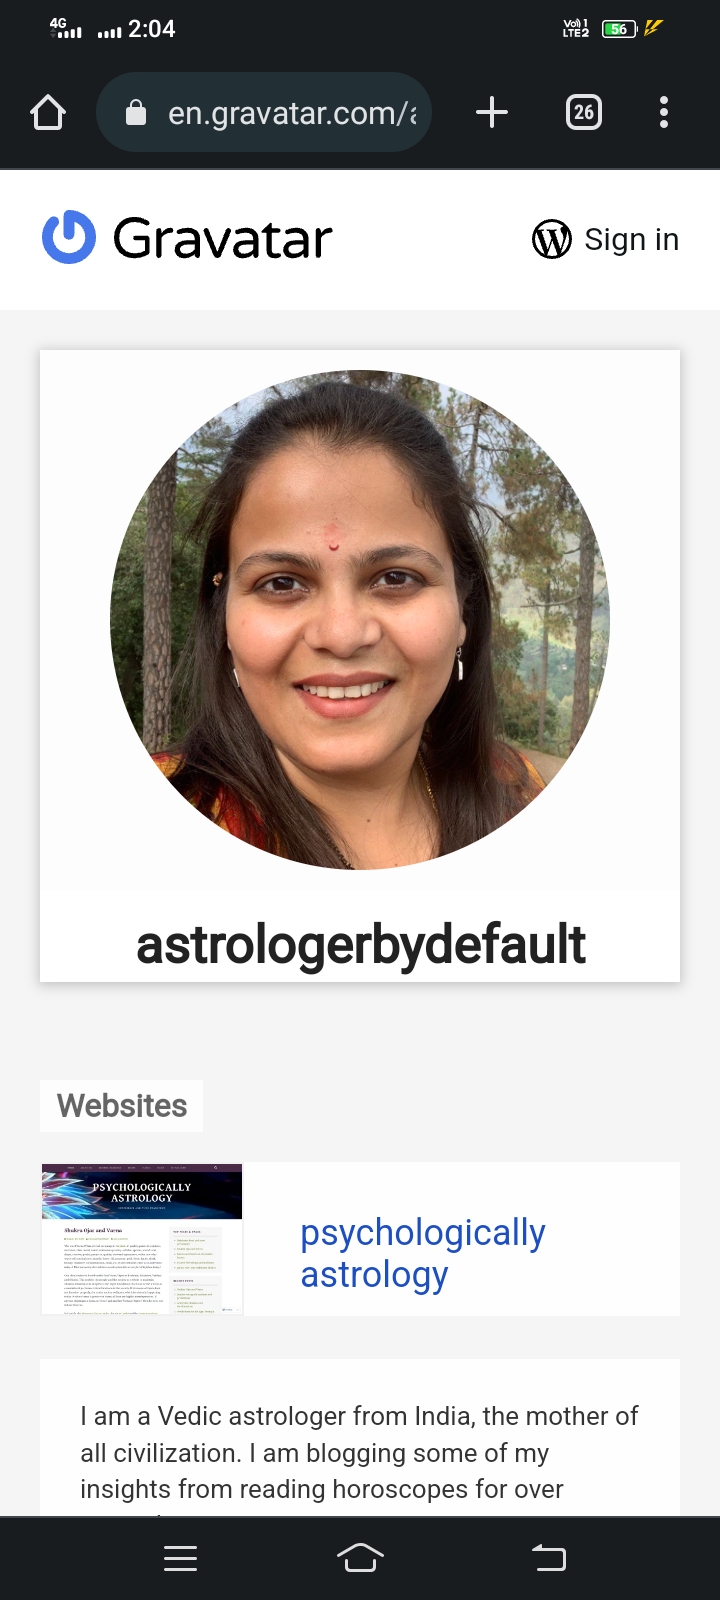 4G 2:04 Vo)) 1 LTE2 56
en.gravatar.com/a
26
Gravatar
Sign in
astrologerbydefault
Websites
PSYCHOLOGICALLY
ASTROLOGY
Shukra Ojas and Varna
psychologically
astrology
I am a Vedic astrologer from India, the mother of
all civilization. I am blogging some of my
insights from reading horoscopes for over